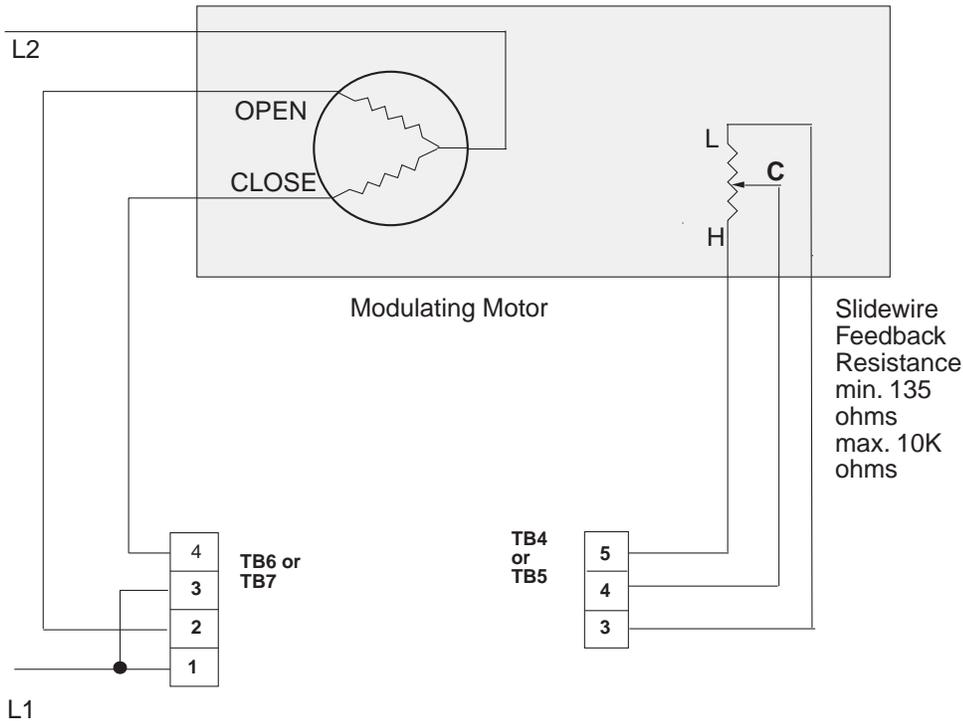 L2
OPEN
CLOSE
L
C
H
Modulating Motor
Slidewire
Feedback
Resistance
min. 135
ohms
max. 10K
ohms
4
3
2
1
TB6 or
TB7
TB4
or
TB5
5
4
3
L1